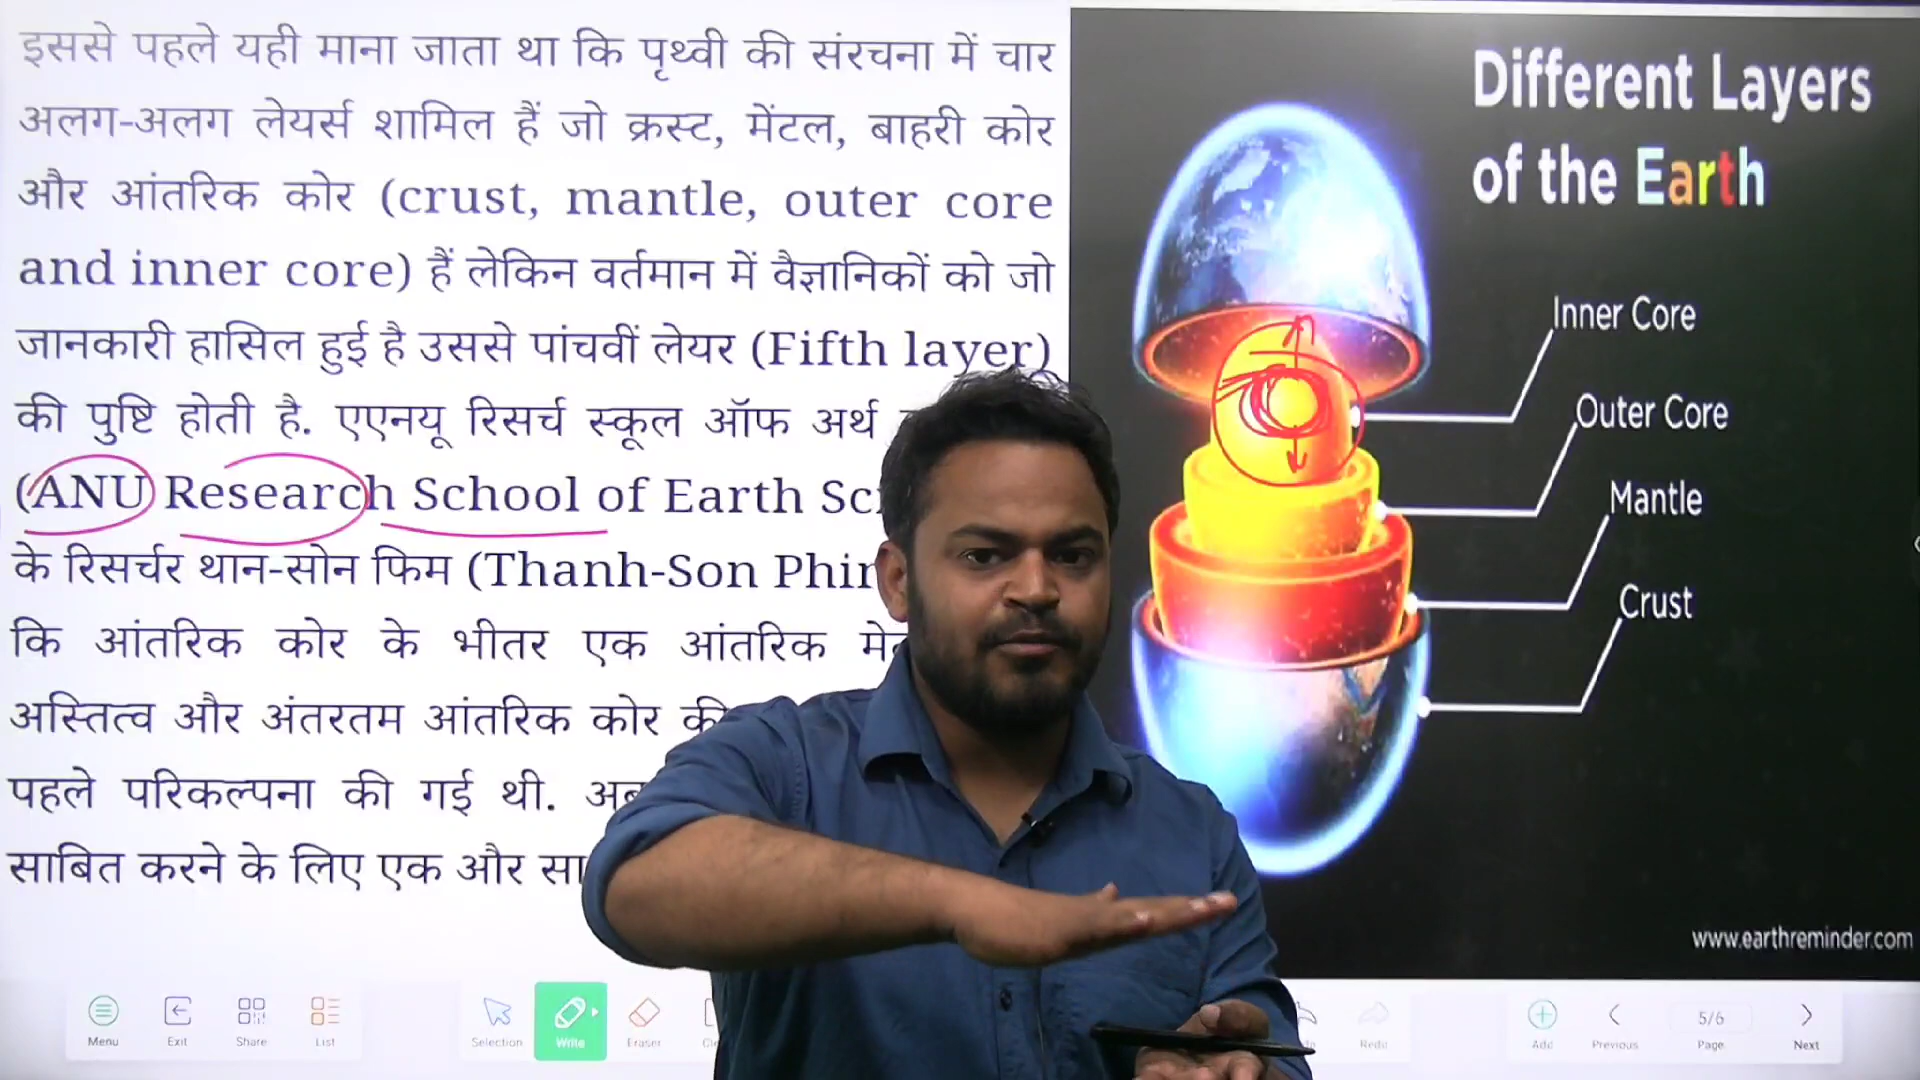 इससे पहले यही माना जाता था कि पृथ्वी की संरचना में चार
अलग-अलग लेयर्स शामिल हैं जो क्रस्ट, मेंटल, बाहरी कोर
और आंतरिक कोर (crust, mantle, outer core
and inner core) हैं लेकिन वर्तमान में वैज्ञानिकों को जो
जानकारी हासिल हुई है उससे पांचवीं लेयर (Fifth layer)
की पुष्टि होती है. एएनयू रिसर्च स्कूल ऑफ अर्थ
(ANU Research School of Earth
के रिसर्चर थान-सोन फिम (Thanh-Son
कि आंतरिक कोर के भीतर एक आंतरिक
अस्तित्व और अंतरतम आंतरिक कोर की
पहले परिकल्पना की गई थी.
साबित करने के लिए एक और
Different Layers
of the Earth
Inner Core
Outer Core
Mantle
Crust
www.earthreminder.com
Menu Exit Share List Selection Write Eraser Redo Add Previous 5/6 Page Next